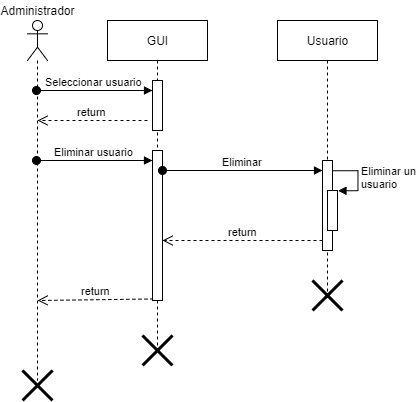 Administrador
GUI
Usuario
Seleccionar usuario
return
Eliminar usuario
Eliminar
Eliminar un
usuario
return
return